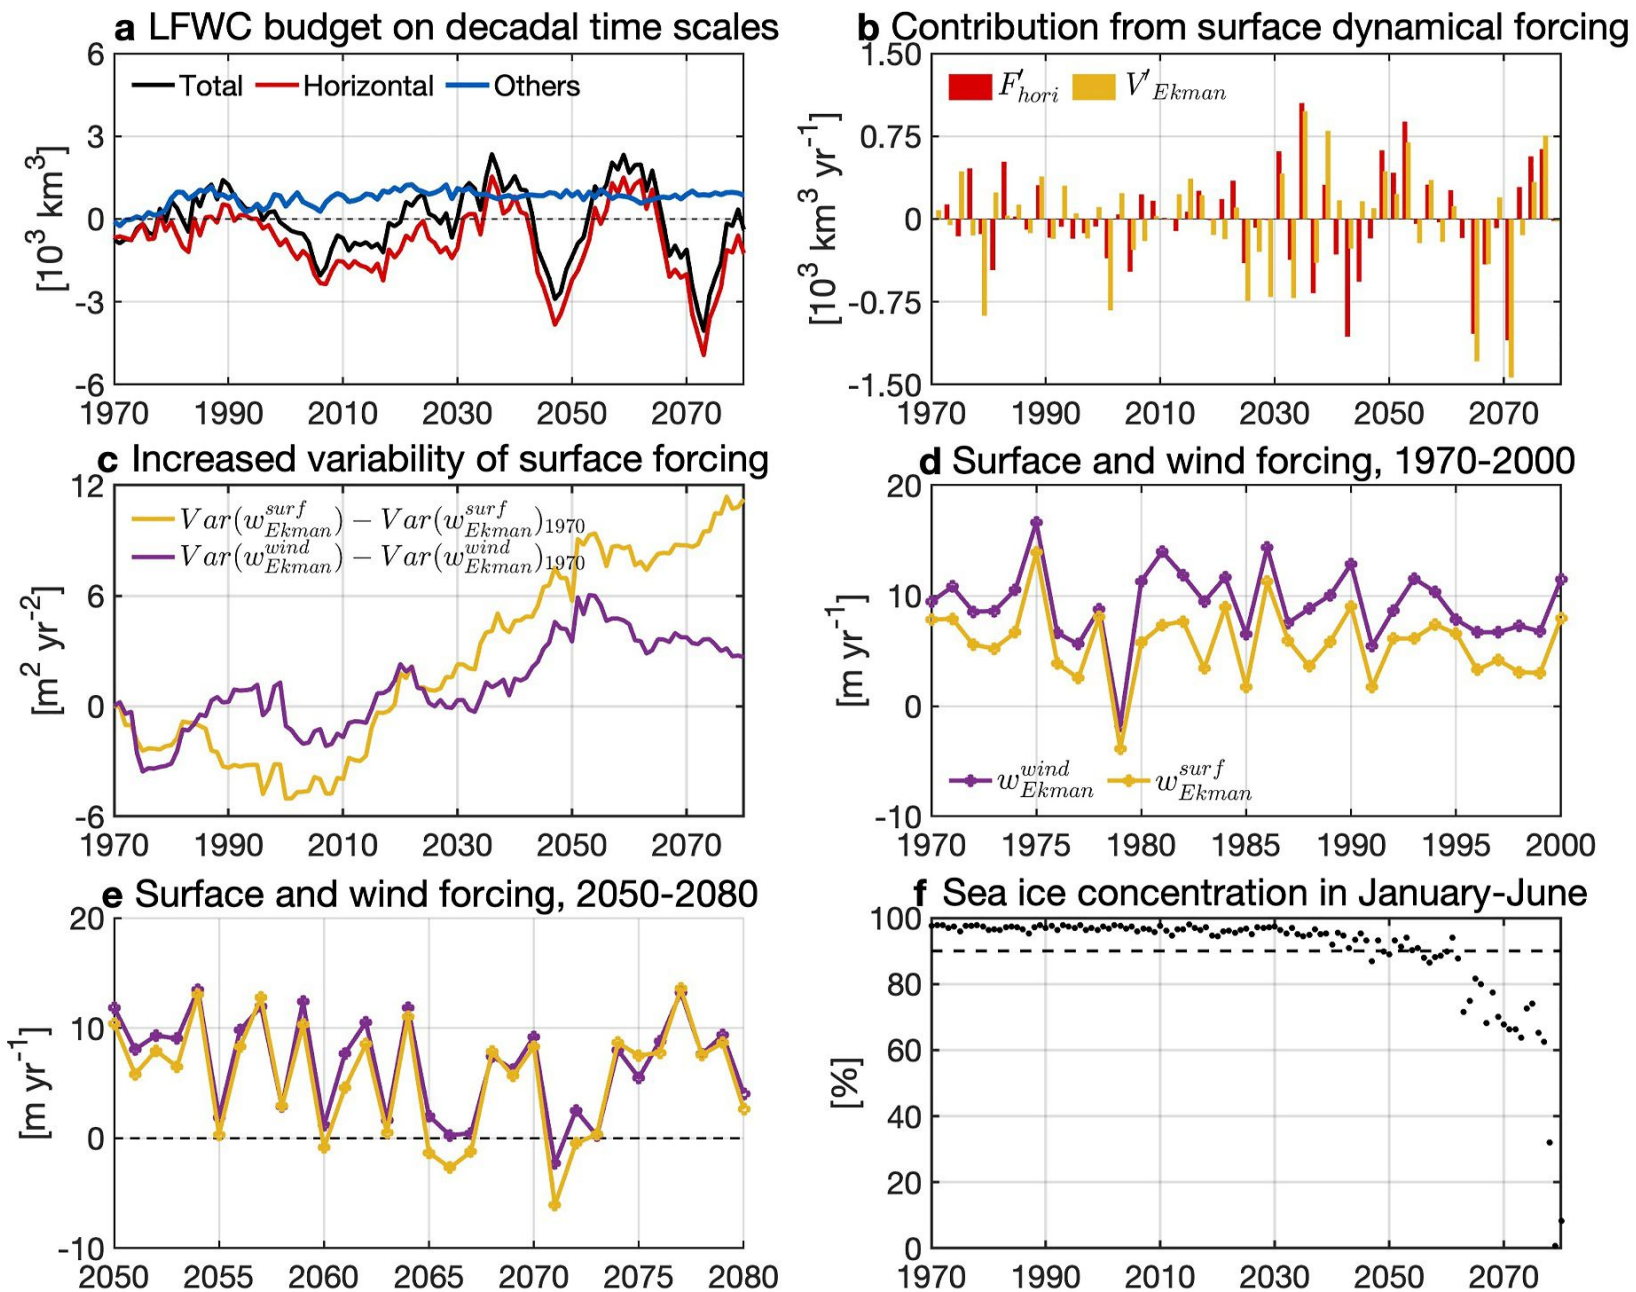 a LFWC budget on decadal time scales
6
3
0
-3
-6
[10³ km³]
Total Horizontal Others
1970 1990 2010 2030 2050 2070
b Contribution from surface dynamical forcing
1.50
0.75
0
-0.75
-1.50
[10³ km³ yr⁻¹]
F'hori V'Ekman
1970 1990 2010 2030 2050 2070
c Increased variability of surface forcing
12
6
0
-6
[m² yr⁻²]
Var(w^surf_Ekman) − Var(w^surf_Ekman)1970
Var(w^wind_Ekman) − Var(w^wind_Ekman)1970
1970 1990 2010 2030 2050 2070
d Surface and wind forcing, 1970-2000
20
10
0
-10
[m yr⁻¹]
w^wind_Ekman w^surf_Ekman
1970 1975 1980 1985 1990 1995 2000
e Surface and wind forcing, 2050-2080
20
10
0
-10
[m yr⁻¹]
2050 2055 2060 2065 2070 2075 2080
f Sea ice concentration in January-June
100
80
60
40
20
0
[%]
1970 1990 2010 2030 2050 2070